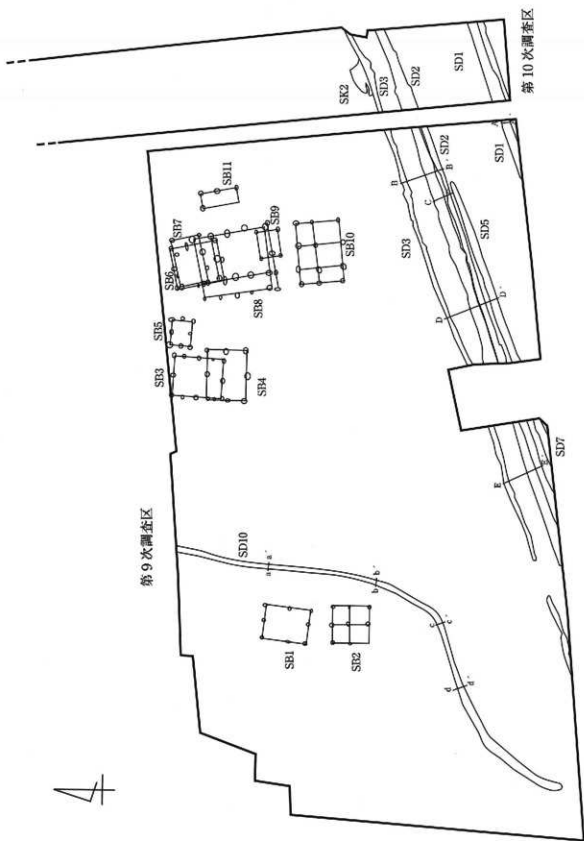 第9次調査区
第10次調査区
SK2
SD3
SD2
SD1
SB11
SB7
SB6
SB9
SB8
SB10
SB5
SB3
SB4
SD2
SD1
SD3
SD5
SD7
SD10
SB1
SB2
A
B
B´
C
D
D´
E
a
a´
b
b´
c
c´
d
d´